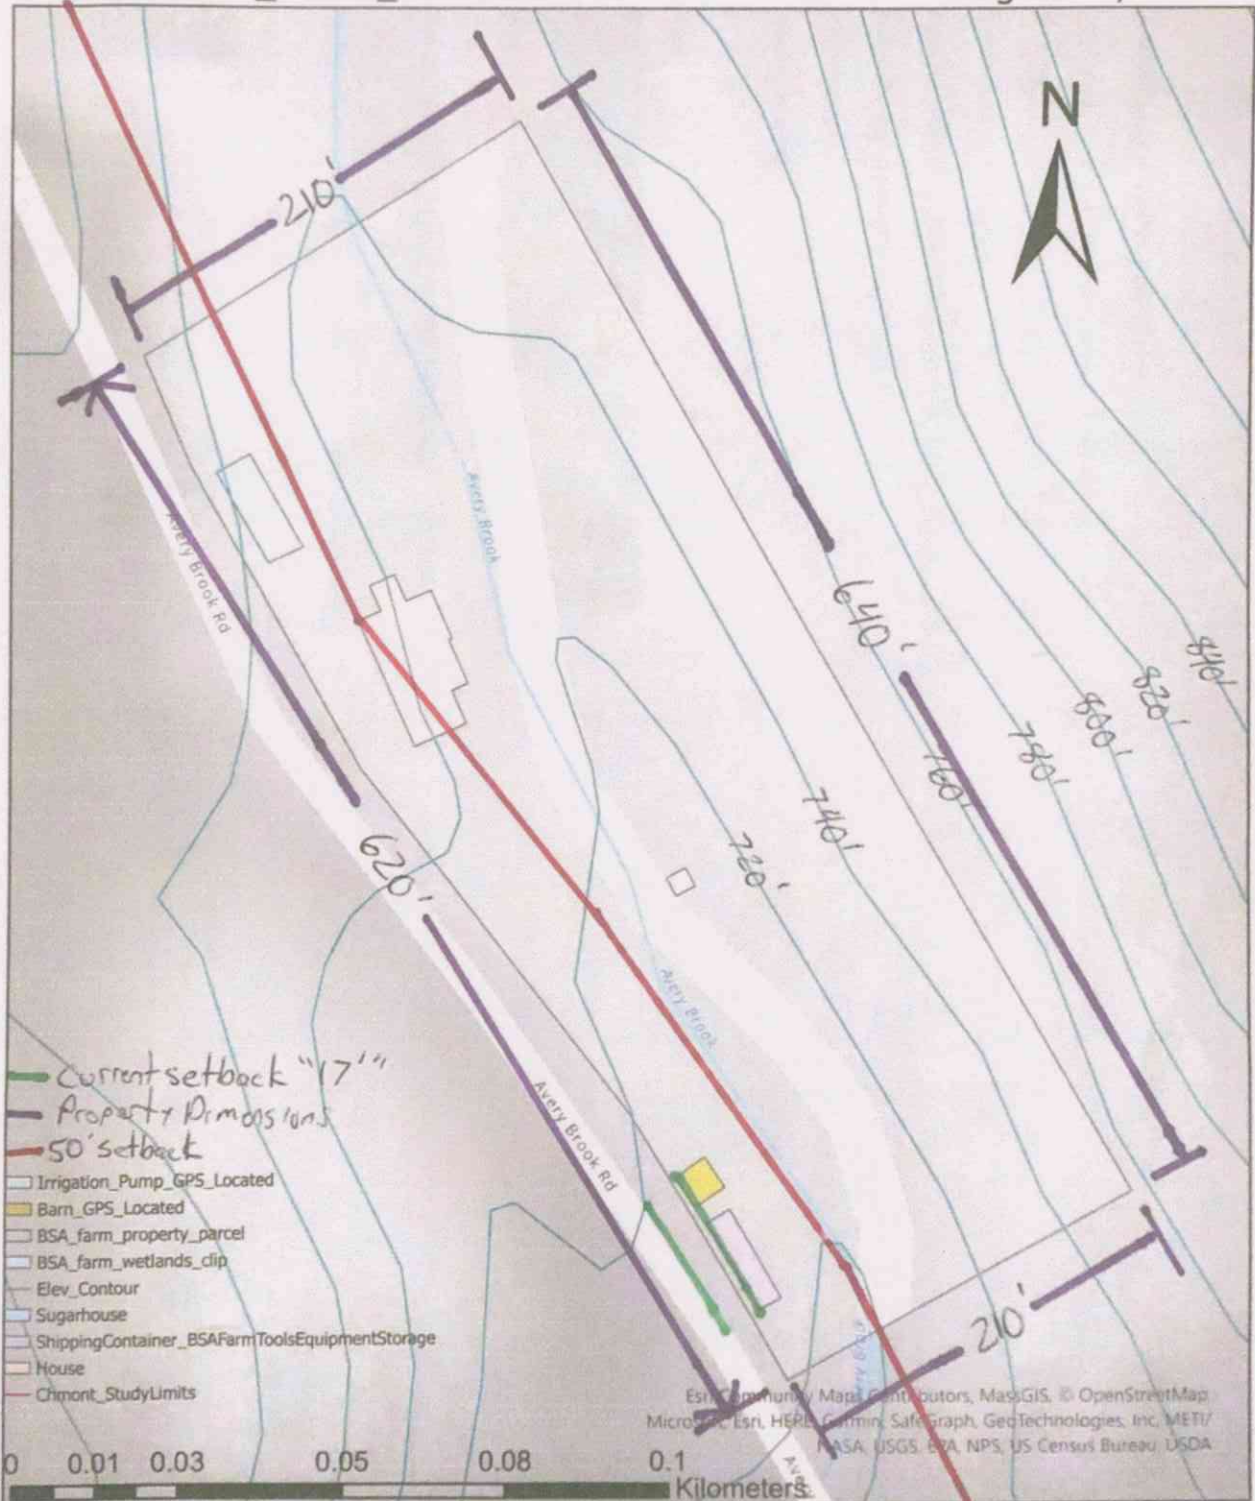 N
210'
Avery Brook
Avery Brook Rd
640'
840'
820'
800'
780'
760'
740'
720'
620'
Avery Brook
Avery Brook Rd
Current setback "17'"
Property Dimensions
50' setback
Irrigation_Pump_GPS_Located
Barn_GPS_Located
BSA_farm_property_parcel
BSA_farm_wetlands_clip
Elev_Contour
Sugarhouse
ShippingContainer_BSAFarmToolsEquipmentStorage
House
Chmont_StudyLimits
210'
Avery Brook
Esri Community Maps Contributors, MassGIS, © OpenStreetMap,
Esri, HERE, Garmin, SafeGraph, GeoTechnologies, Inc, METI/
NASA, USGS, EPA, NPS, US Census Bureau, USDA
0 0.01 0.03 0.05 0.08 0.1
Kilometers